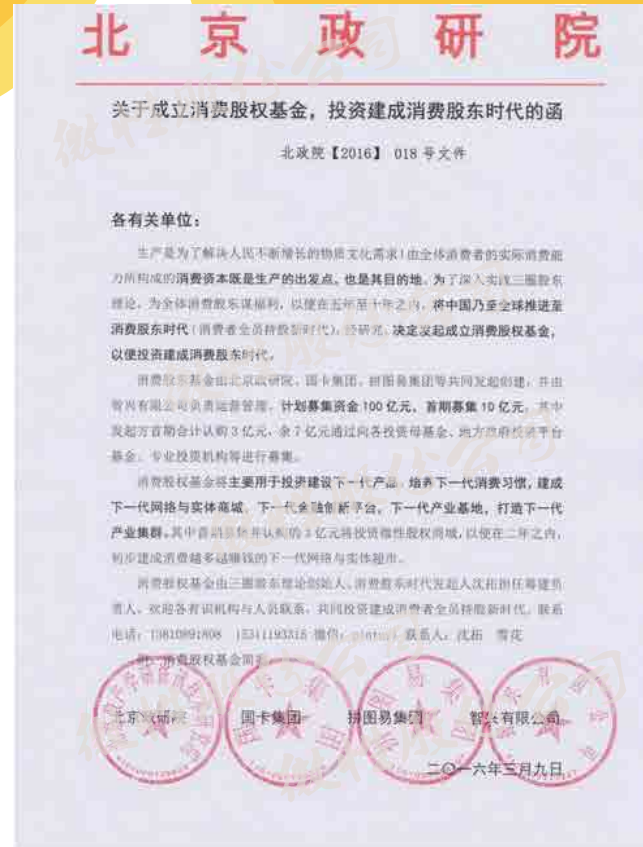 北京政研院
关于成立消费股权基金，投资建成消费股东时代的函
北政院【2016】 018 号文件
各有关单位：
生产是为了解决人民不断增长的物质文化需求！由全体消费者的实际消费能
力所构成的消费资本既是生产的出发点，也是其目的地。为了深入实践三圈股东
理论，为全体消费股东谋福利，以便在五年至十年之内，将中国乃至全球推进至
消费股东时代（消费者全员持股新时代），经研究，决定发起成立消费股权基金，
以便投资建成消费股东时代。
消费股东基金由北京政研院、国卡集团、拼图易集团等共同发起创建，并由
智兴有限公司负责运营管理。计划募集资金 100 亿元，首期募集 10 亿元，其中
发起方首期合计认购 3 亿元，余 7 亿元通过向各投资母基金、地方政府投资平台
基金、专业投资机构等进行募集。
消费股权基金将主要用于投资建设下一代产品，培养下一代消费习惯，建成
下一代网络与实体商城，下一代金融创新平台，下一代产业基地，打造下一代
产业集群。其中首期募集并认购的 3 亿元将投资微性股权商城，以便在二年之内，
初步建成消费越多越赚钱的下一代网络与实体超市。
消费股权基金由三圈股东理论创始人、消费股东时代发起人沈拓担任筹建负
责人，欢迎各有识机构与人员联系，共同投资建成消费者全员持股新时代。联系
电话：13810891808 15311193315 微信： 联系人：沈拓 雪花
附：消费股权基金简介
北京政研院 国卡集团 拼图易集团 智兴有限公司
二〇一六年三月九日